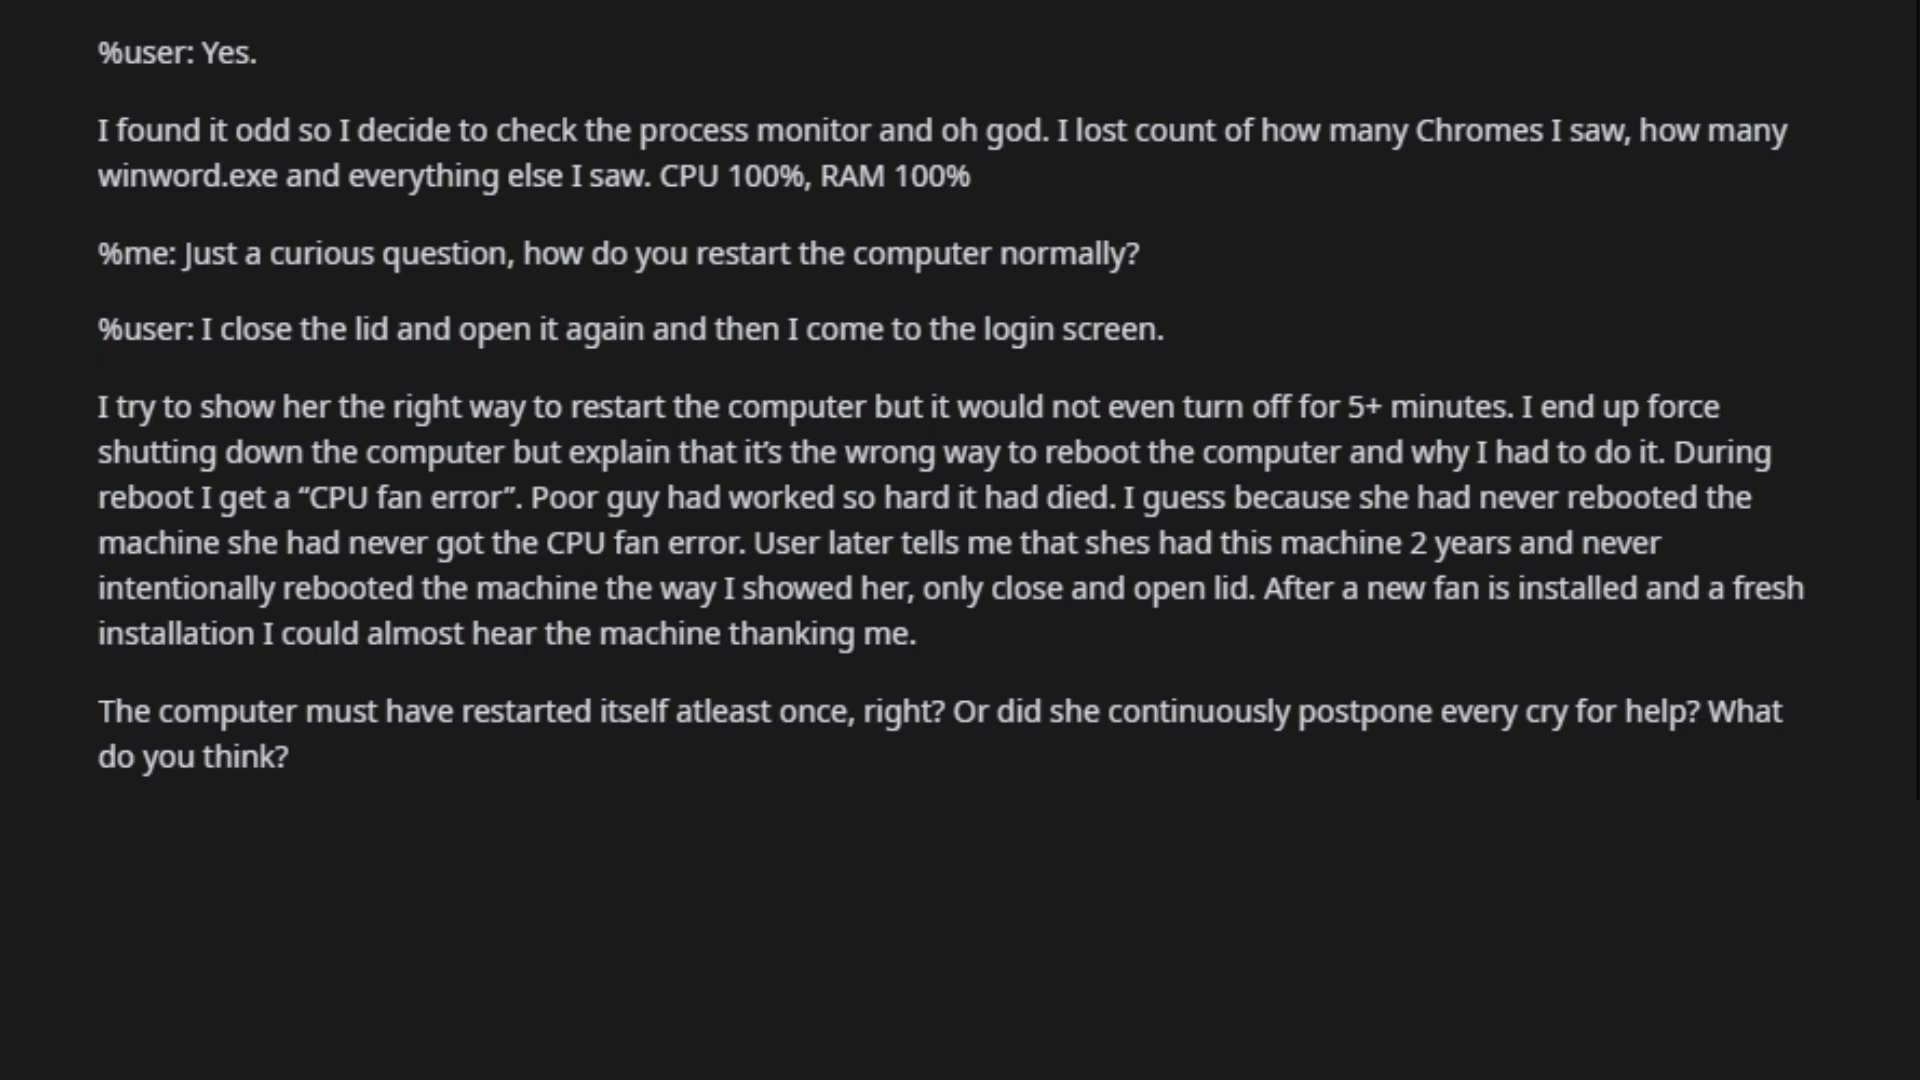 %user: Yes.
I found it odd so I decide to check the process monitor and oh god. I lost count of how many Chromes I saw, how many
winword.exe and everything else I saw. CPU 100%, RAM 100%
%me: Just a curious question, how do you restart the computer normally?
%user: I close the lid and open it again and then I come to the login screen.
I try to show her the right way to restart the computer but it would not even turn off for 5+ minutes. I end up force
shutting down the computer but explain that it’s the wrong way to reboot the computer and why I had to do it. During
reboot I get a “CPU fan error”. Poor guy had worked so hard it had died. I guess because she had never rebooted the
machine she had never got the CPU fan error. User later tells me that shes had this machine 2 years and never
intentionally rebooted the machine the way I showed her, only close and open lid. After a new fan is installed and a fresh
installation I could almost hear the machine thanking me.
The computer must have restarted itself atleast once, right? Or did she continuously postpone every cry for help? What
do you think?